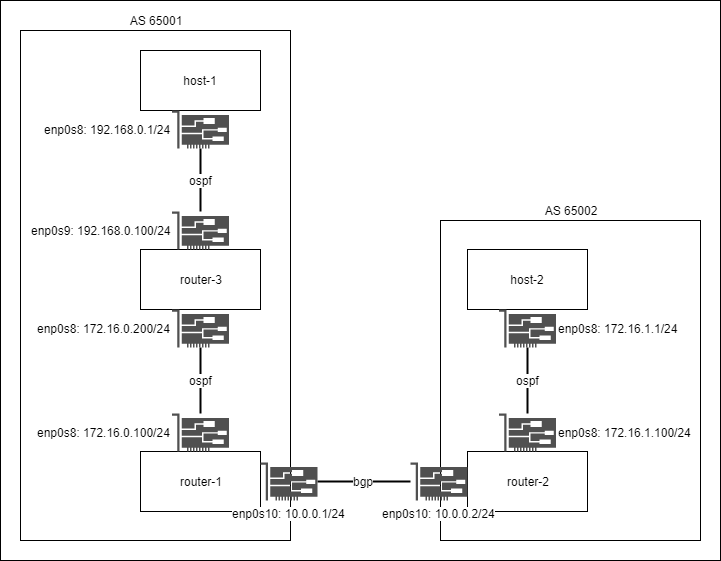 AS 65001
host-1
enp0s8: 192.168.0.1/24
ospf
enp0s9: 192.168.0.100/24
router-3
enp0s8: 172.16.0.200/24
ospf
enp0s8: 172.16.0.100/24
router-1
enp0s10: 10.0.0.1/24
bgp
AS 65002
host-2
enp0s8: 172.16.1.1/24
ospf
enp0s8: 172.16.1.100/24
router-2
enp0s10: 10.0.0.2/24